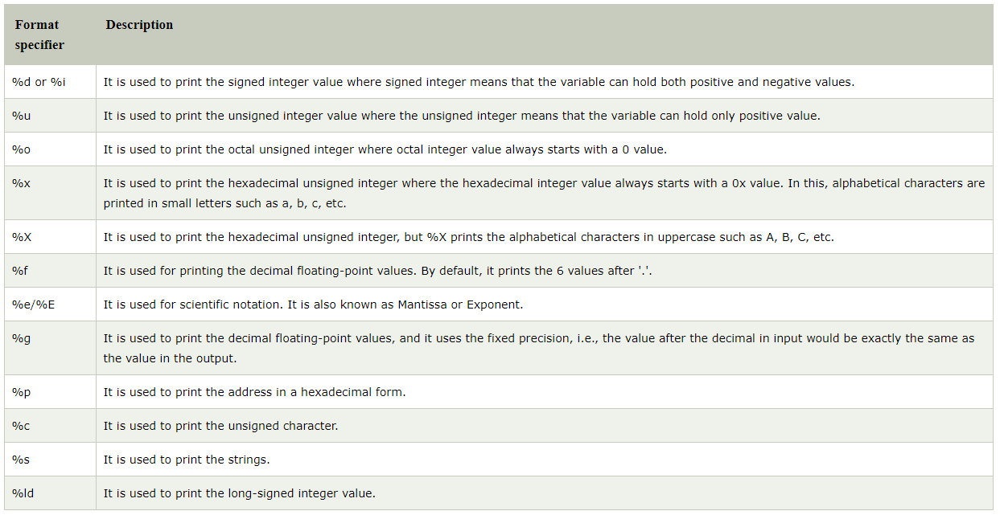 Format
specifier
Description
%d or %i
It is used to print the signed integer value where signed integer means that the variable can hold both positive and negative values.
%u
It is used to print the unsigned integer value where the unsigned integer means that the variable can hold only positive value.
%o
It is used to print the octal unsigned integer where octal integer value always starts with a 0 value.
%x
It is used to print the hexadecimal unsigned integer where the hexadecimal integer value always starts with a 0x value. In this, alphabetical characters are
printed in small letters such as a, b, c, etc.
%X
It is used to print the hexadecimal unsigned integer, but %X prints the alphabetical characters in uppercase such as A, B, C, etc.
%f
It is used for printing the decimal floating-point values. By default, it prints the 6 values after '.'.
%e/%E
It is used for scientific notation. It is also known as Mantissa or Exponent.
%g
It is used to print the decimal floating-point values, and it uses the fixed precision, i.e., the value after the decimal in input would be exactly the same as
the value in the output.
%p
It is used to print the address in a hexadecimal form.
%c
It is used to print the unsigned character.
%s
It is used to print the strings.
%ld
It is used to print the long-signed integer value.